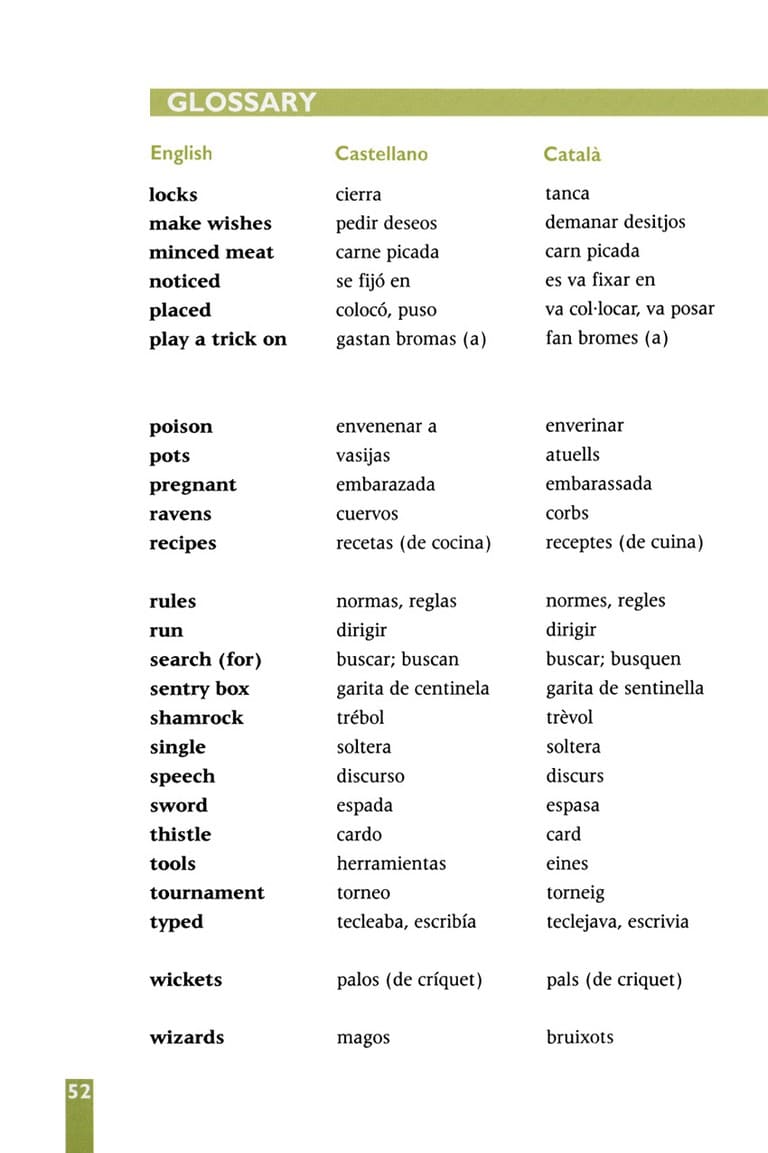 GLOSSARY
English Castellano Català
locks cierra tanca
make wishes pedir deseos demanar desitjos
minced meat carne picada carn picada
noticed se fijó en es va fixar en
placed colocó, puso va col·locar, va posar
play a trick on gastan bromas (a) fan bromes (a)
poison envenenar a enverinar
pots vasijas atuells
pregnant embarazada embarassada
ravens cuervos corbs
recipes recetas (de cocina) receptes (de cuina)
rules normas, reglas normes, regles
run dirigir dirigir
search (for) buscar; buscan buscar; busquen
sentry box garita de centinela garita de sentinella
shamrock trébol trèvol
single soltera soltera
speech discurso discurs
sword espada espasa
thistle cardo card
tools herramientas eines
tournament torneo torneig
typed tecleaba, escribía teclejava, escrivia
wickets palos (de críquet) pals (de criquet)
wizards magos bruixots
52